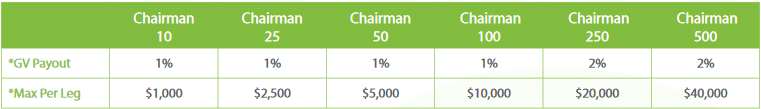 Chairman 10 Chairman 25 Chairman 50 Chairman 100 Chairman 250 Chairman 500
*GV Payout 1% 1% 1% 1% 2% 2%
*Max Per Leg $1,000 $2,500 $5,000 $10,000 $20,000 $40,000